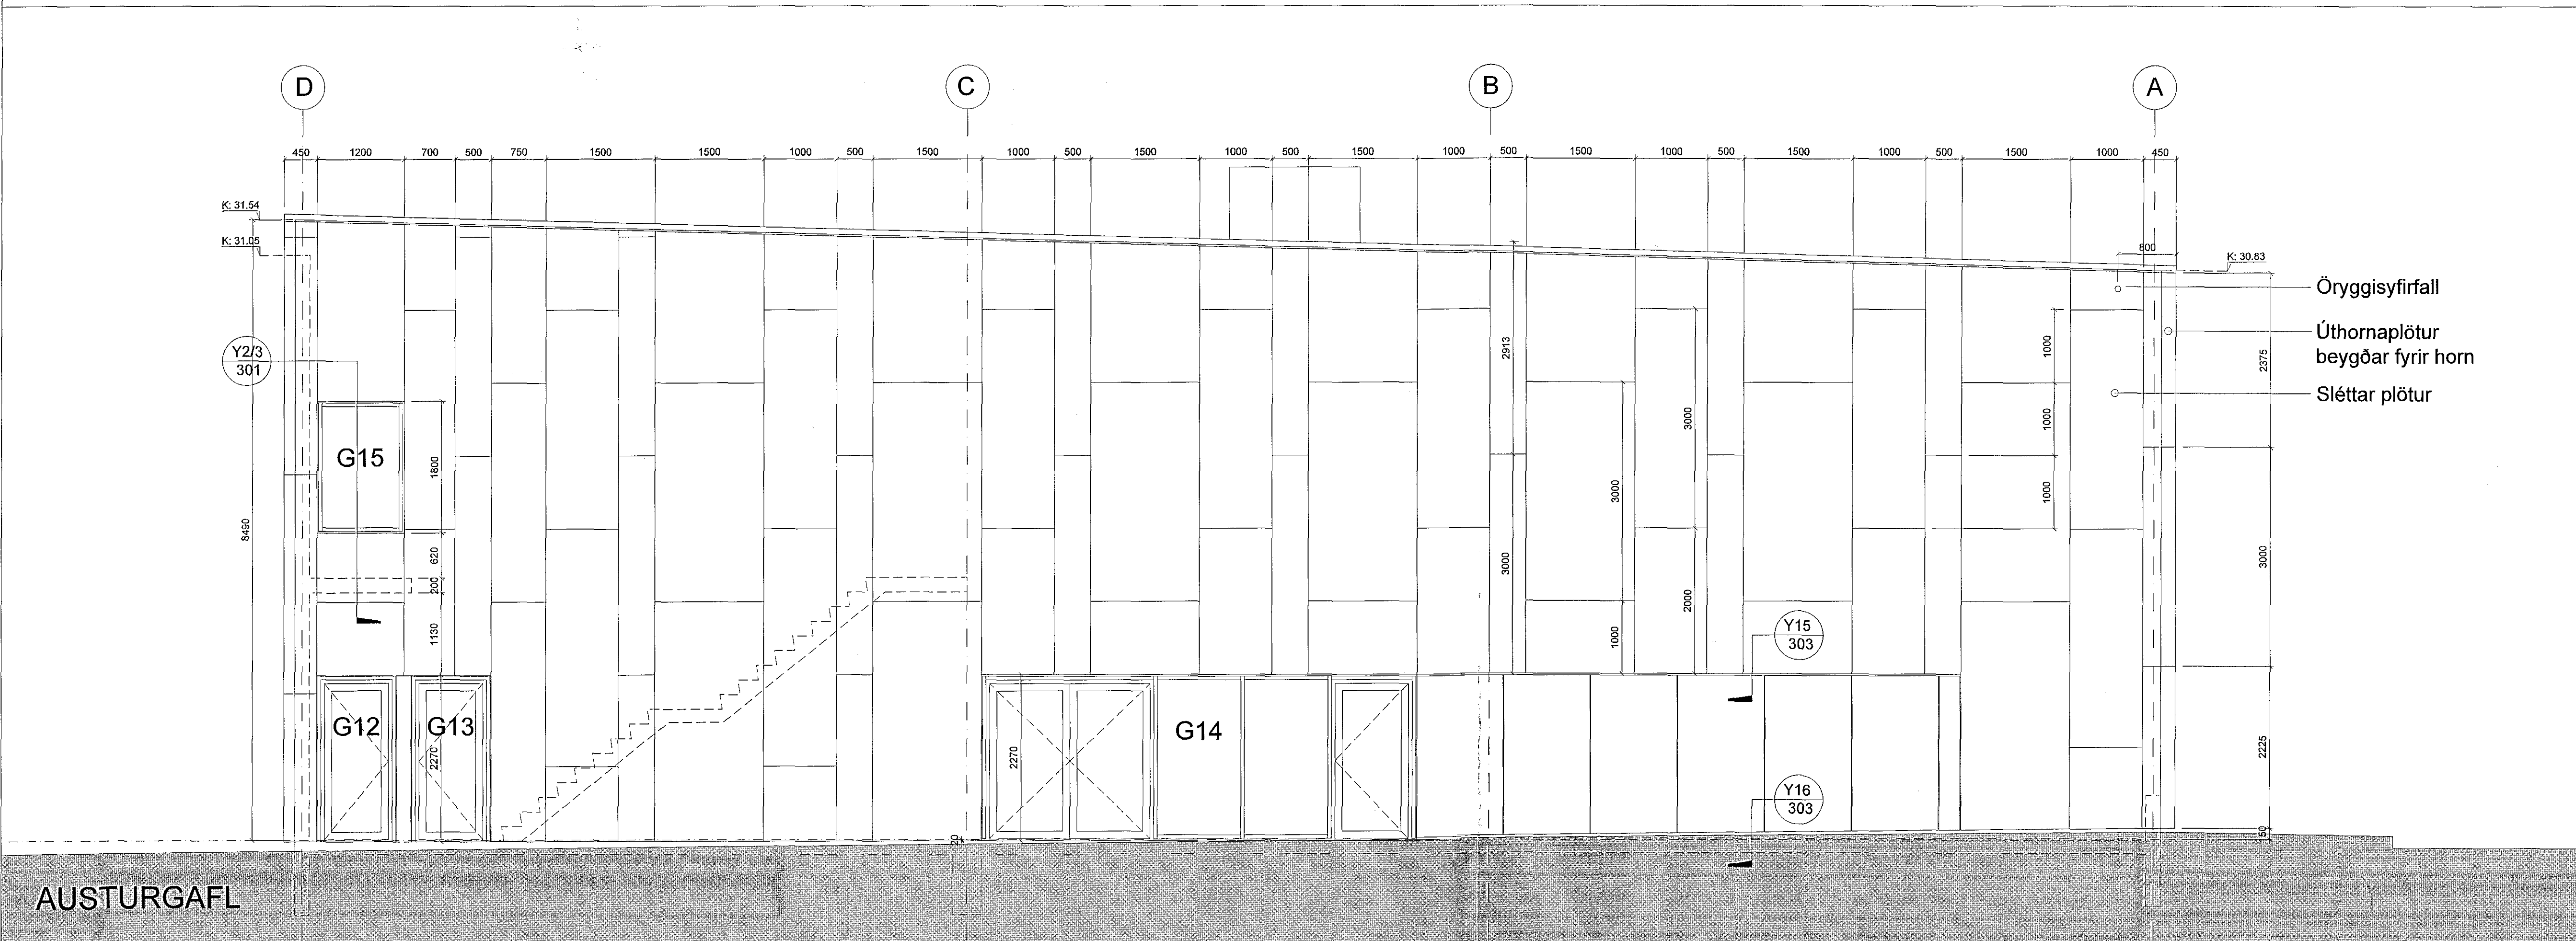 D
C
B
A
450 1200 700 500 750 1500 1500 1000 500 1500 1000 500 1500 1000 500 1500 1000 500 1500 1000 500 1500 1000 500 1500 1000 450
K: 31.54
K: 31.05
800
K: 30.83
Öryggisyfirfall
Úthornaplötur
beygðar fyrir horn
Sléttar plötur
Y2/3
301
2913
1000
2375
3000
1000
G15
1800
3000
1000
8490
620
200
3000
3000
2000
1130
1000
Y15
303
G12
G13
2270
G14
2270
2225
Y16
303
20
150
AUSTURGAFL